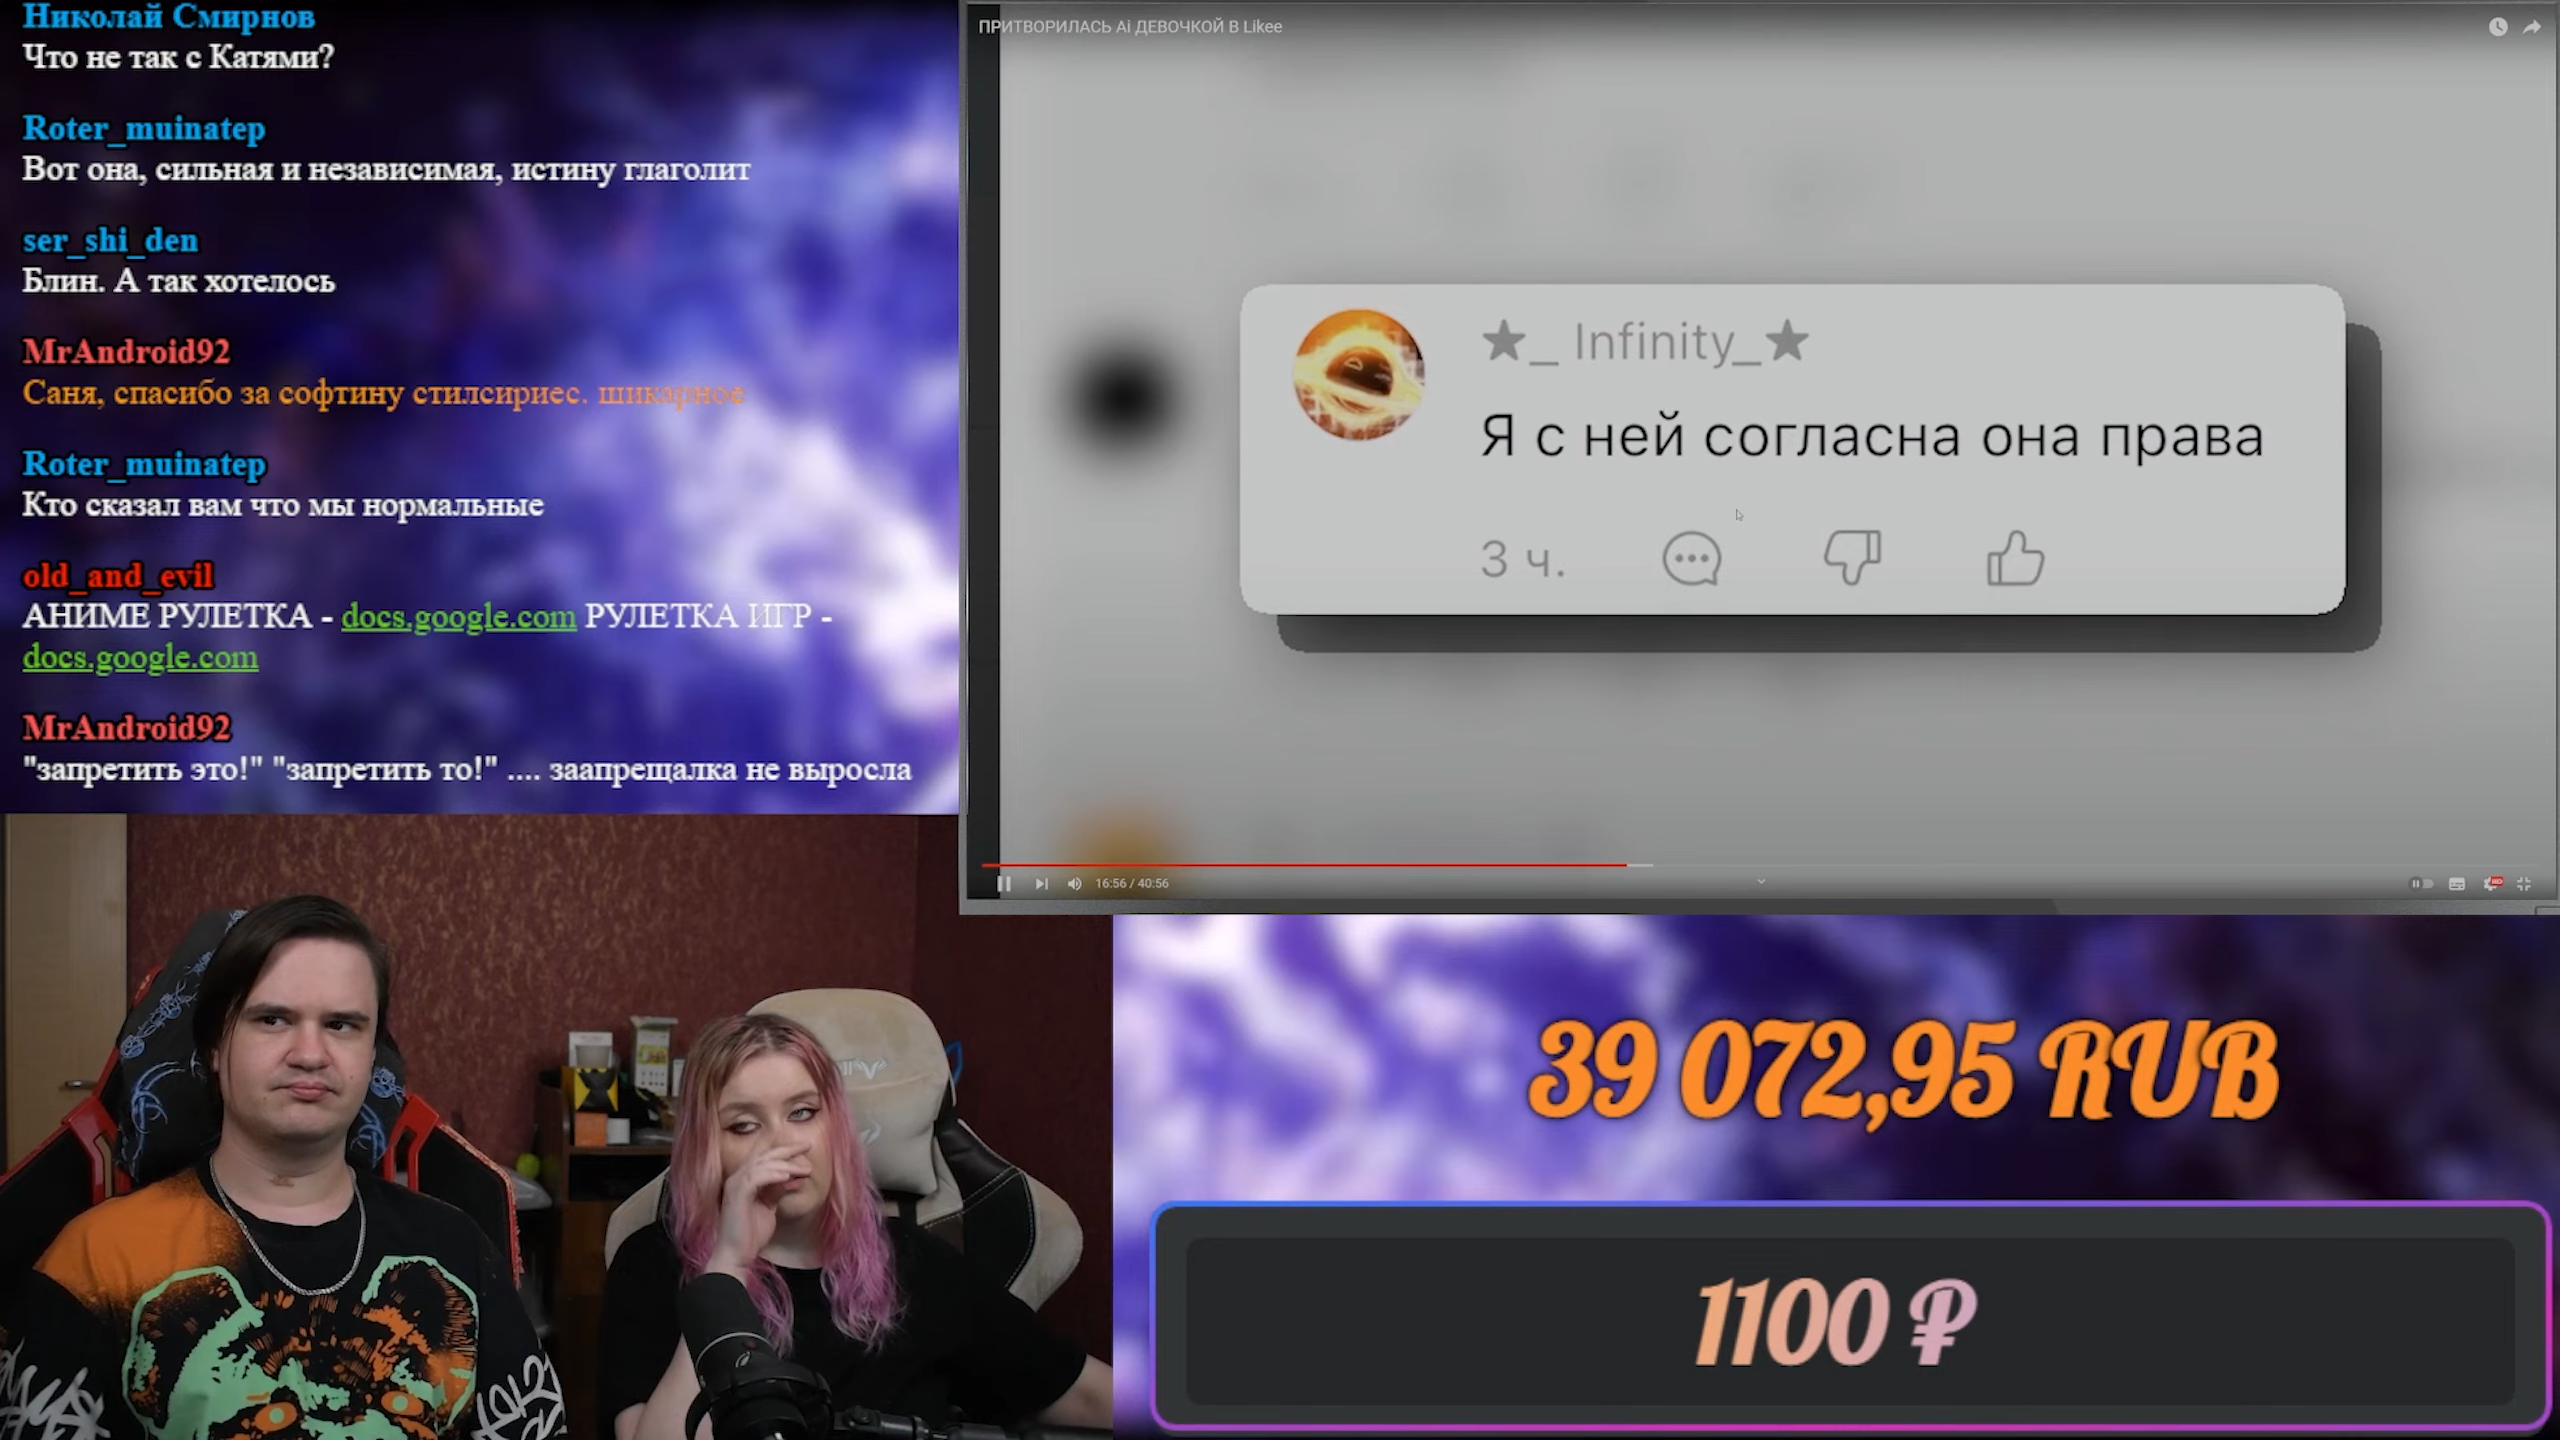 Николай Смирнов
Что не так с Катями?
Roter_muinatep
Вот она, сильная и независимая, истину глаголит
ser_shi_den
Блин. А так хотелось
MrAndroid92
Саня, спасибо за софтину стилсириес. шикарное
Roter_muinatep
Кто сказал вам что мы нормальные
old_and_evil
АНИМЕ РУЛЕТКА - docs.google.com РУЛЕТКА ИГР -
docs.google.com
MrAndroid92
"запретить это!" "запретить то!" .... заапрещалка не выросла
ПРИТВОРИЛАСЬ Ai ДЕВОЧКОЙ В Likee
★_ Infinity_★
Я с ней согласна она права
3 ч.
16:56 / 40:56
HD
39 072,95 RUB
1100 ₽